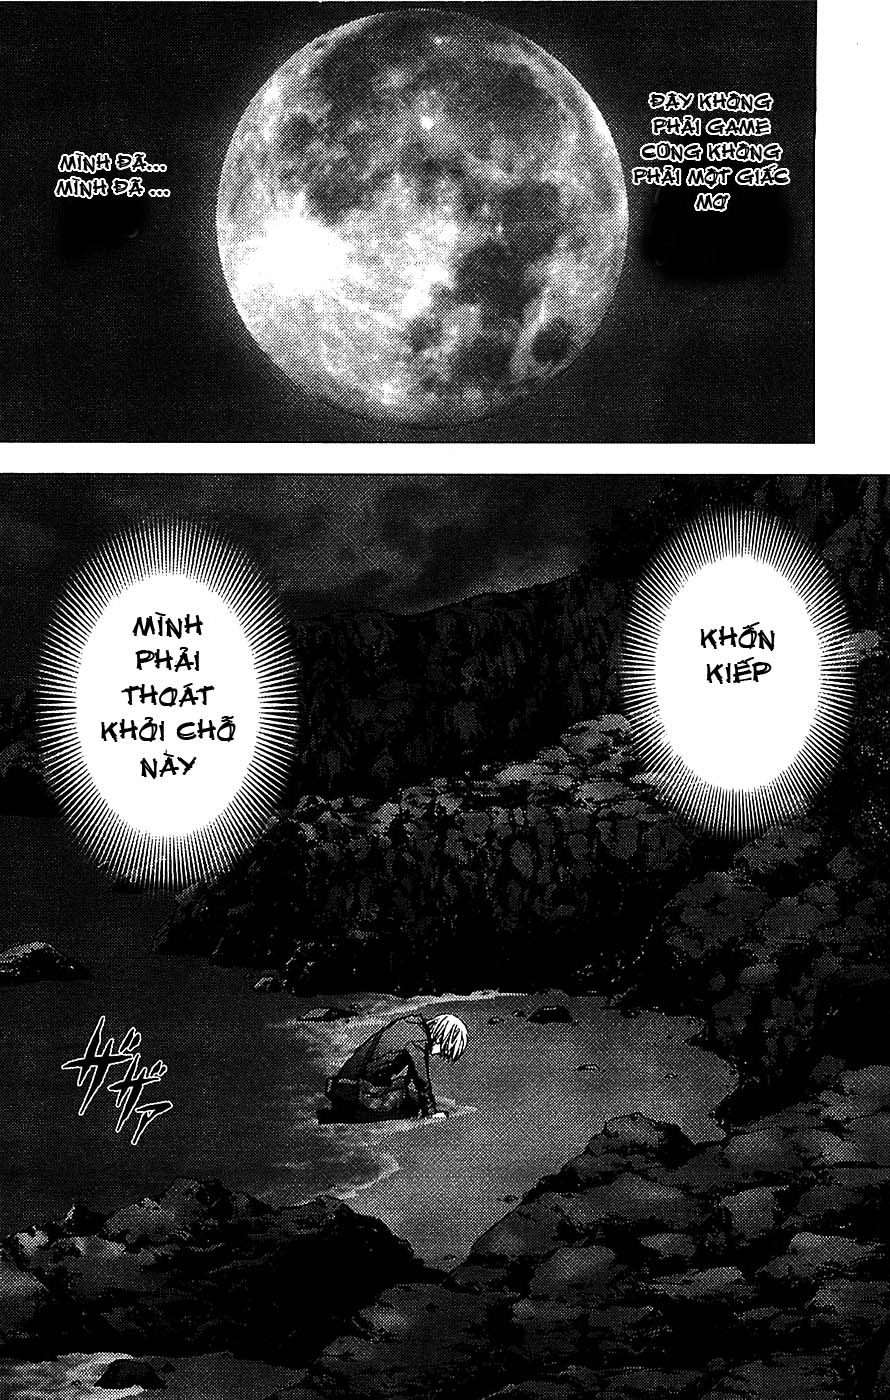 ĐÂY KHÔNG
PHẢI GAME
CŨNG KHÔNG
PHẢI MỘT GIẤC
MƠ
MÌNH ĐÃ...
MÌNH ĐÃ ...
KHỐN
KIẾP
MÌNH
PHẢI
THOÁT
KHỎI CHỖ
NÀY
ザザァ